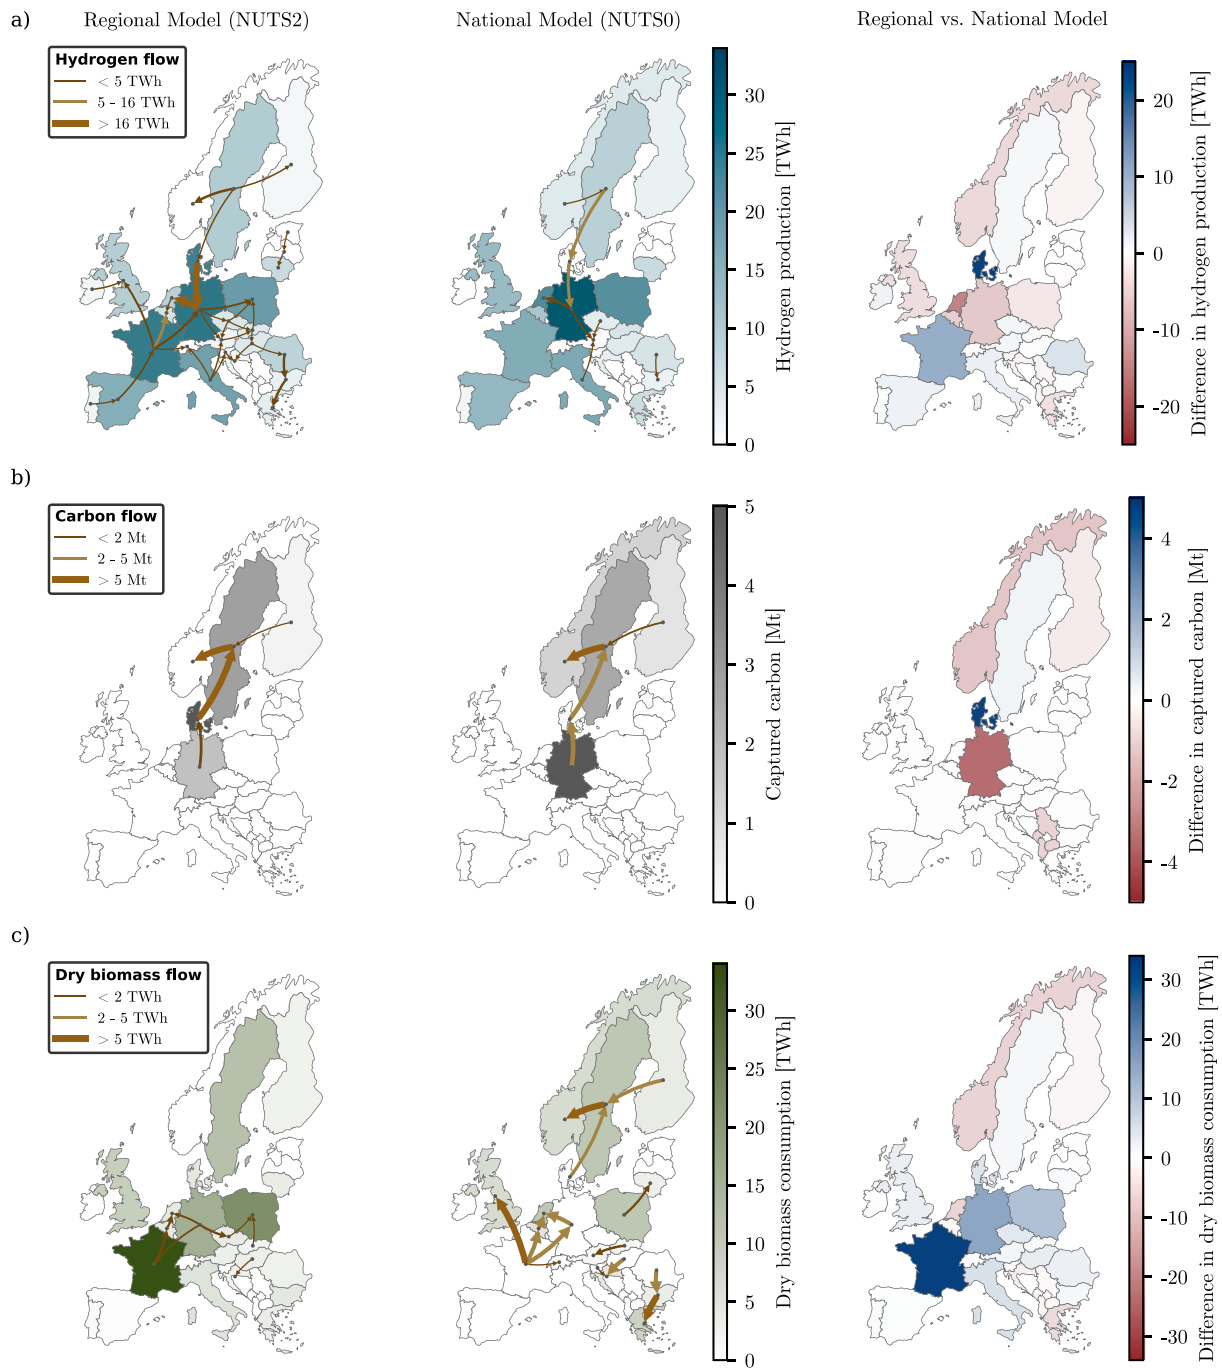 a)
Regional Model (NUTS2)
National Model (NUTS0)
Regional vs. National Model
Hydrogen flow
< 5 TWh
5 - 16 TWh
> 16 TWh
30
25
20
15
10
5
0
Hydrogen production [TWh]
20
10
0
-10
-20
Difference in hydrogen production [TWh]
b)
Carbon flow
< 2 Mt
2 - 5 Mt
> 5 Mt
5
4
3
2
1
0
Captured carbon [Mt]
4
2
0
-2
-4
Difference in captured carbon [Mt]
c)
Dry biomass flow
< 2 TWh
2 - 5 TWh
> 5 TWh
30
25
20
15
10
5
0
Dry biomass consumption [TWh]
30
20
10
0
-10
-20
-30
Difference in dry biomass consumption [TWh]